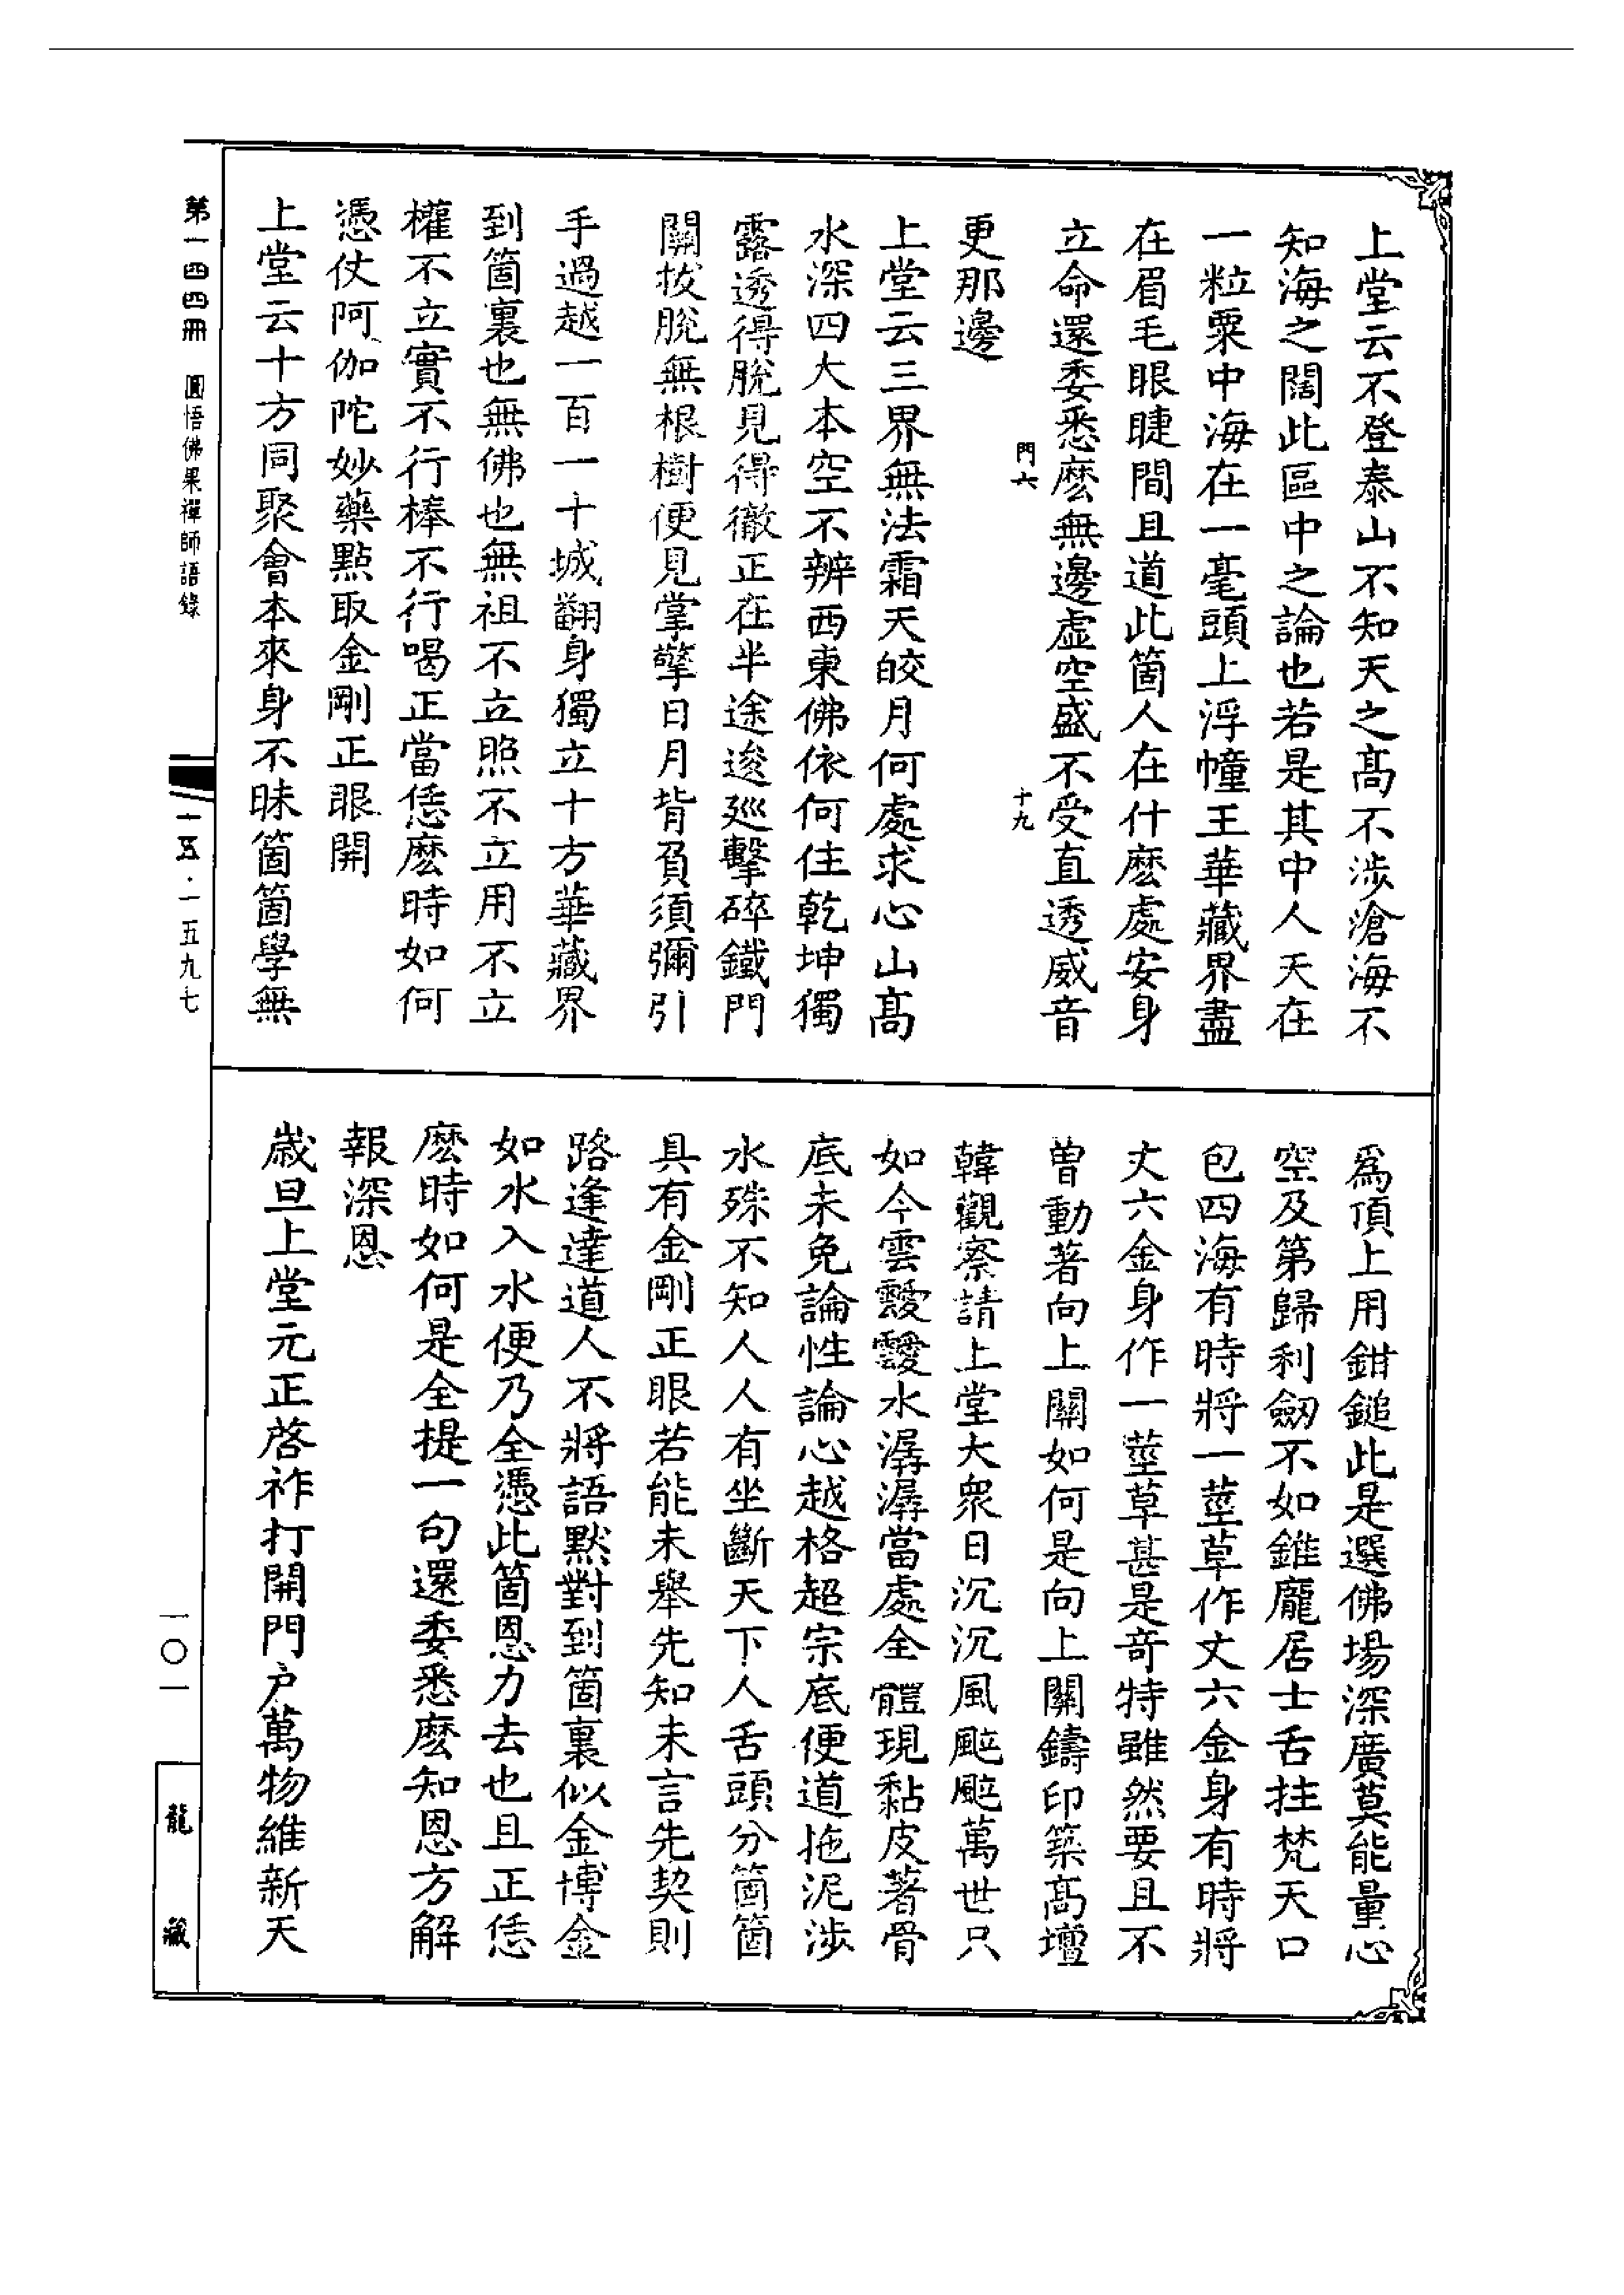 上堂云不登泰山不知天之髙不涉滄海不
知海之闊此區中之論也若是其中人天在
一粒粟中海在一毫頭上浮幢王華藏界盡
在眉毛眼睫間且道此箇人在什麽處安身
立命還委悉麽無邊虛空盛不受直透威音
門六
十九
更那邊
上堂云三界無法霜天皎月何處求心山髙
水深四大本空不辨西東佛依何住乾坤獨
露透得脫見得徹正在半途逡廵擊碎鐵門
關拔脫無根樹便見掌擎日月背負須彌引
手過越一百一十城翻身獨立十方華藏界
到箇裏也無佛也無祖不立照不立用不立
權不立實不行棒不行喝正當恁麽時如何
憑仗阿伽陀妙藥點取金剛正眼開
上堂云十方同聚會本來身不昧箇箇學無
爲頂上用鉗鎚此是選佛場深廣莫能量心
空及第歸利劒不如錐龐居士舌拄梵天口
包四海有時將一莖草作丈六金身有時將
丈六金身作一莖草甚是竒特雖然要且不
曽動著向上關如何是向上關鑄印築髙壇
韓觀察請上堂大衆日沉沉風颭颭萬世只
如今雲靉靉水潺潺當處全體現黏皮著骨
底未免論性論心越格超宗底便道拖泥涉
水殊不知人人有坐斷天下人舌頭分箇箇
具有金剛正眼若能未舉先知未言先契則
路逢達道人不將語默對到箇裏似金博金
如水入水便乃全憑此箇恩力去也且正恁
麽時如何是全提一句還委悉麽知恩方解
報深恩
歲旦上堂元正啓祚打開門户萬物維新天
第一四四冊 圓悟佛果禪師語錄
一五·一五九七
一〇一
龍藏